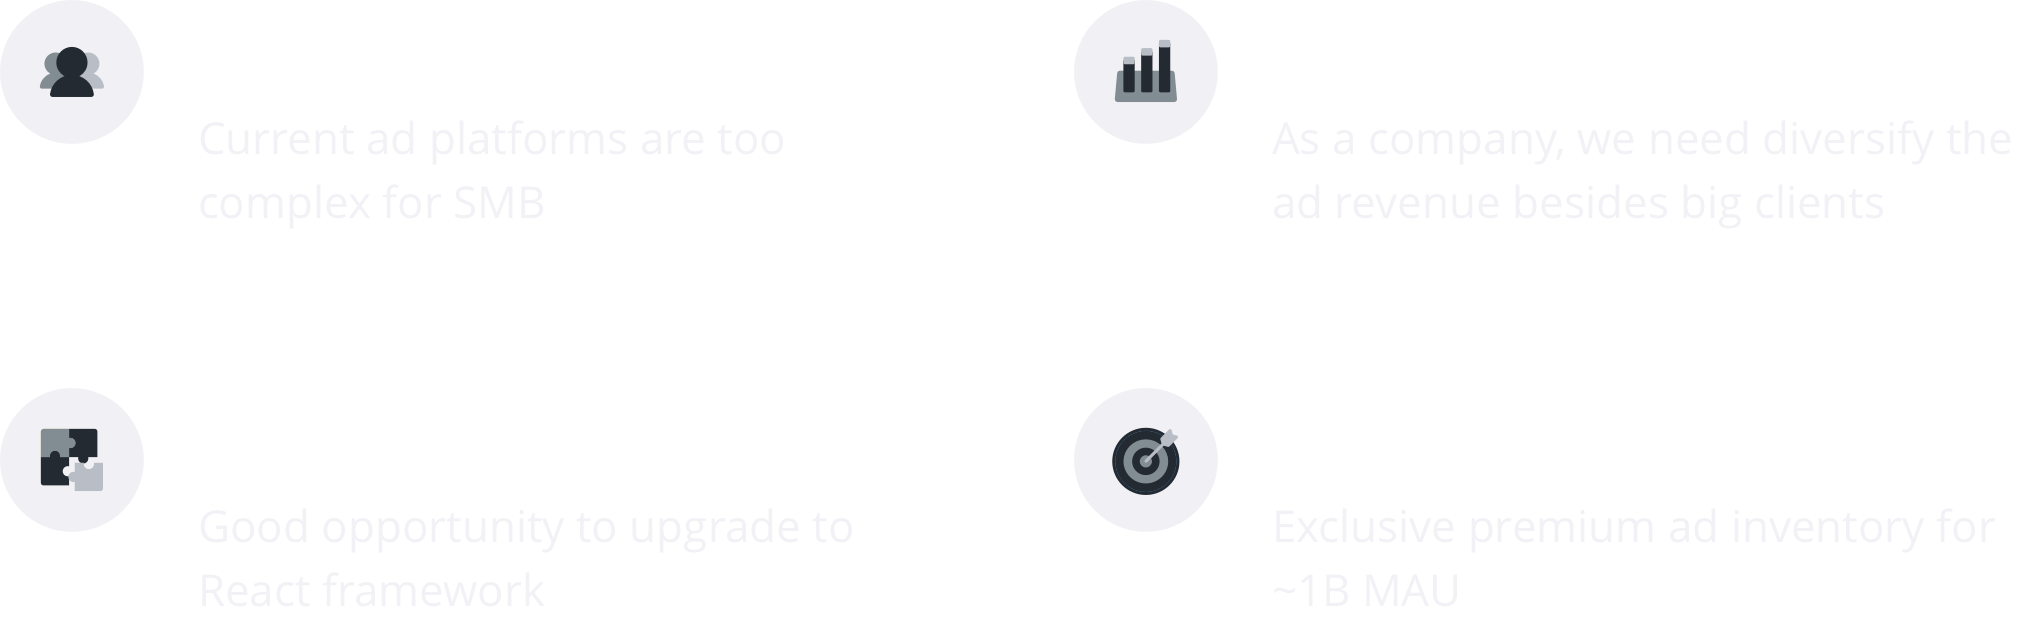 Current ad platforms are too
complex for SMB
As a company, we need diversify the
ad revenue besides big clients
Good opportunity to upgrade to
React framework
Exclusive premium ad inventory for
~1B MAU